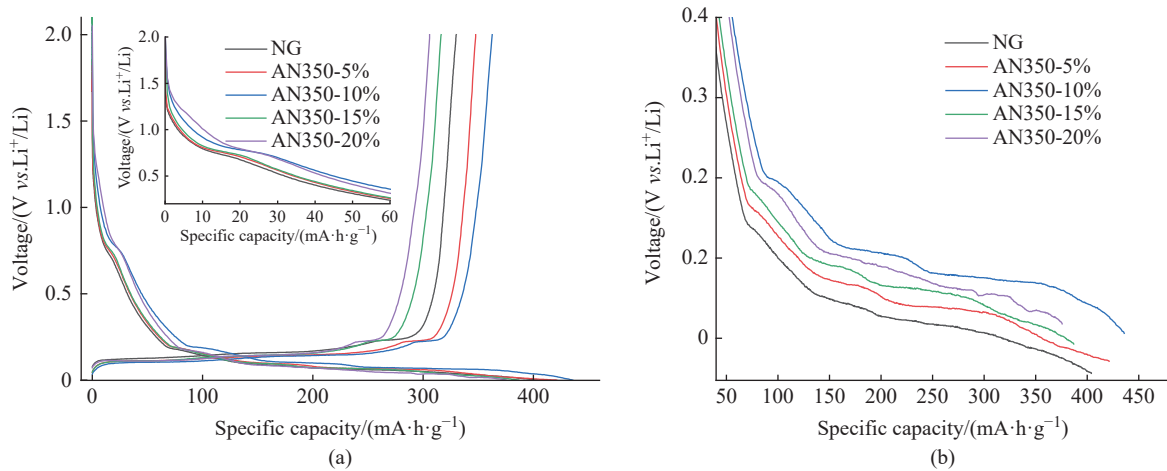 2.0
1.5
1.0
0.5
0
Voltage/(V vs.Li⁺/Li)
0
100
200
300
400
Specific capacity/(mA·h·g⁻¹)
(a)
NG
AN350-5%
AN350-10%
AN350-15%
AN350-20%
2.0
1.5
1.0
0.5
Voltage/(V vs.Li⁺/Li)
0
10
20
30
40
50
60
Specific capacity/(mA·h·g⁻¹)
0.4
0.3
0.2
0.2
0
Voltage/(V vs.Li⁺/Li)
NG
AN350-5%
AN350-10%
AN350-15%
AN350-20%
50
100
150
200
250
300
350
400
450
Specific capacity/(mA·h·g⁻¹)
(b)